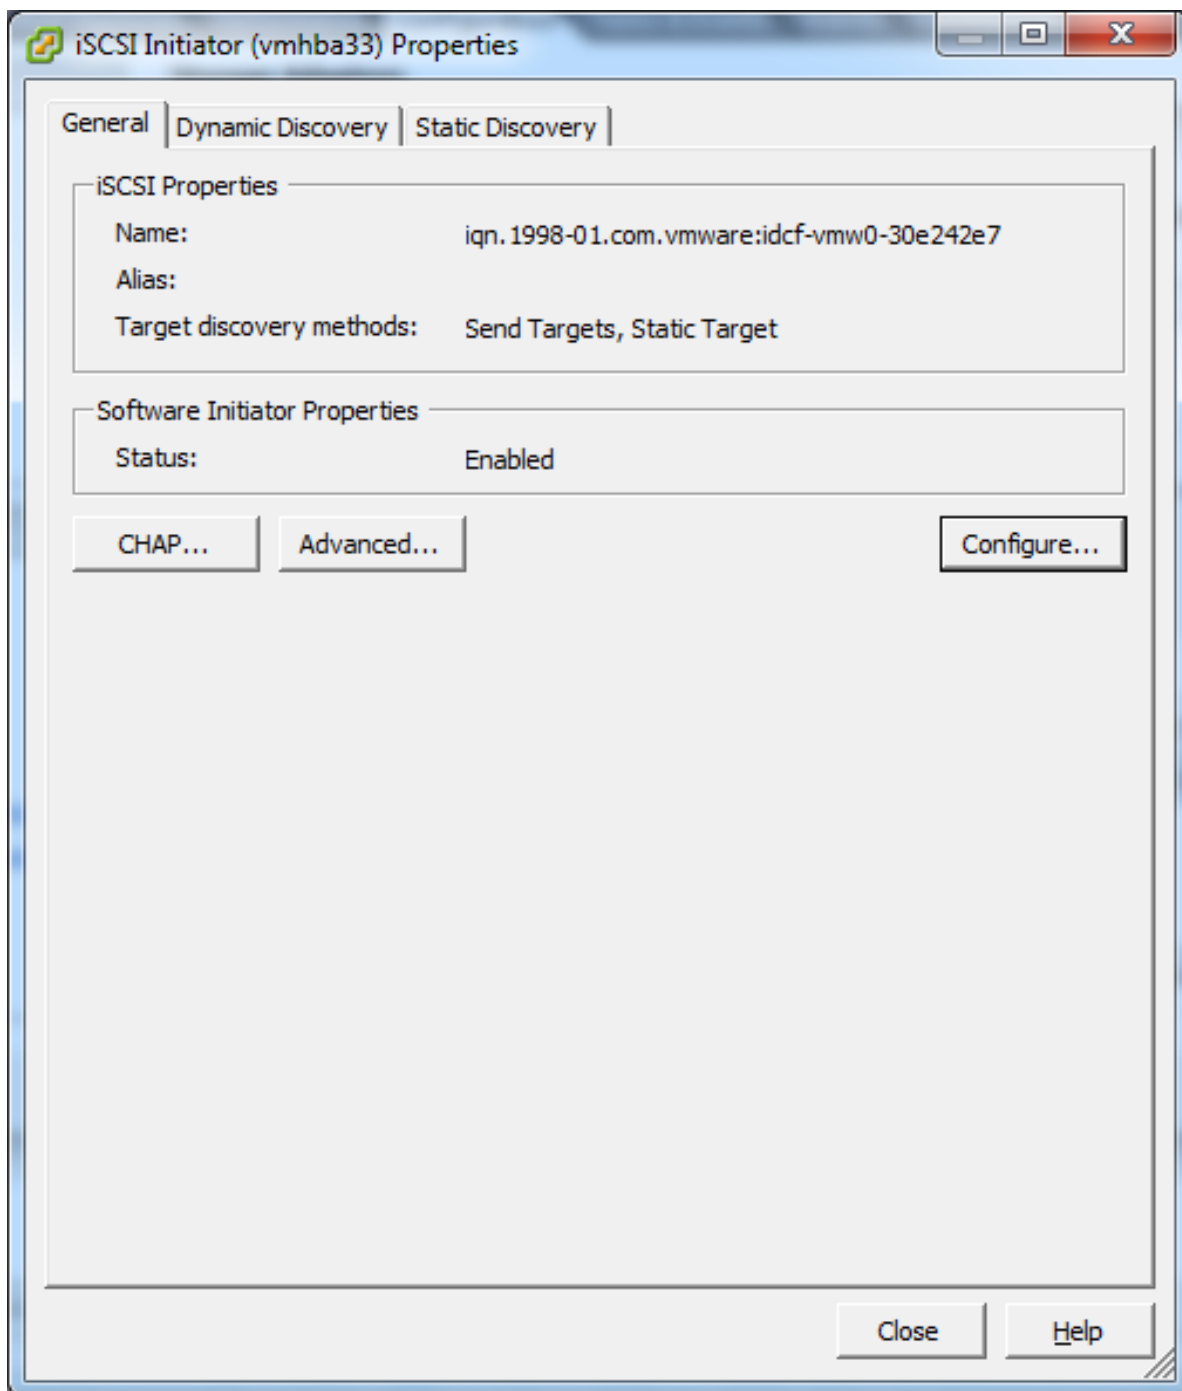 iSCSI Initiator (vmhba33) Properties
General Dynamic Discovery Static Discovery
iSCSI Properties
Name: iqn.1998-01.com.vmware:idcf-vmw0-30e242e7
Alias:
Target discovery methods: Send Targets, Static Target
Software Initiator Properties
Status: Enabled
CHAP... Advanced... Configure...
Close Help